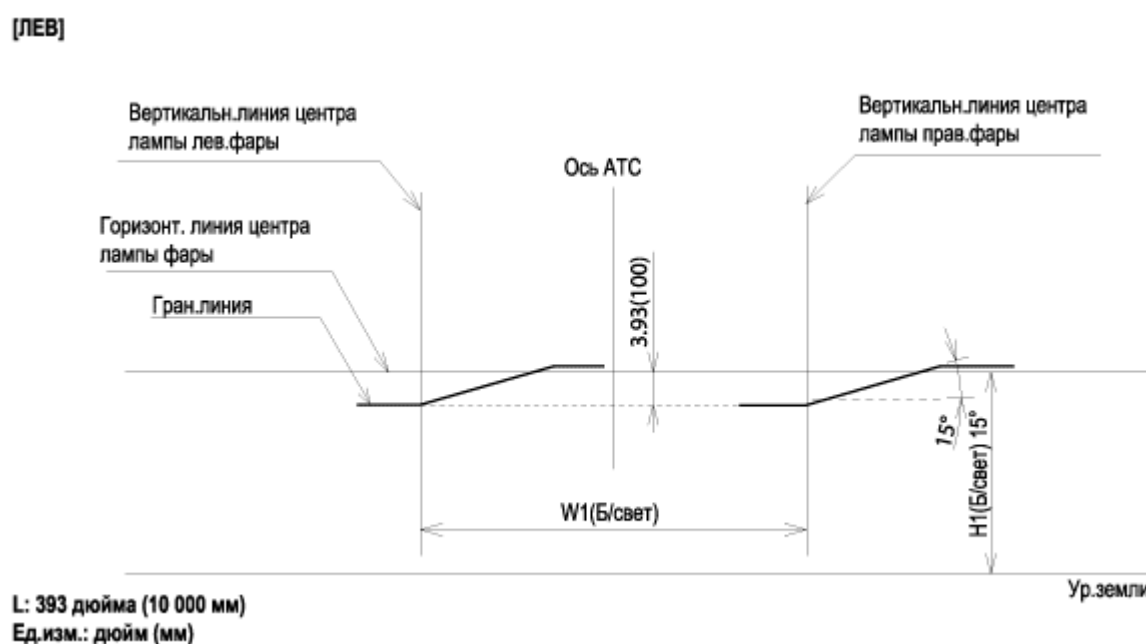 [ЛЕВ]
Вертикальн.линия центра
лампы лев.фары
Вертикальн.линия центра
лампы прав.фары
Ось АТС
Горизонт. линия центра
лампы фары
Гран.линия
3.93(100)
15°
H1(Б/свет) 15°
W1(Б/свет)
Ур.земли
L: 393 дюйма (10 000 мм)
Ед.изм.: дюйм (мм)